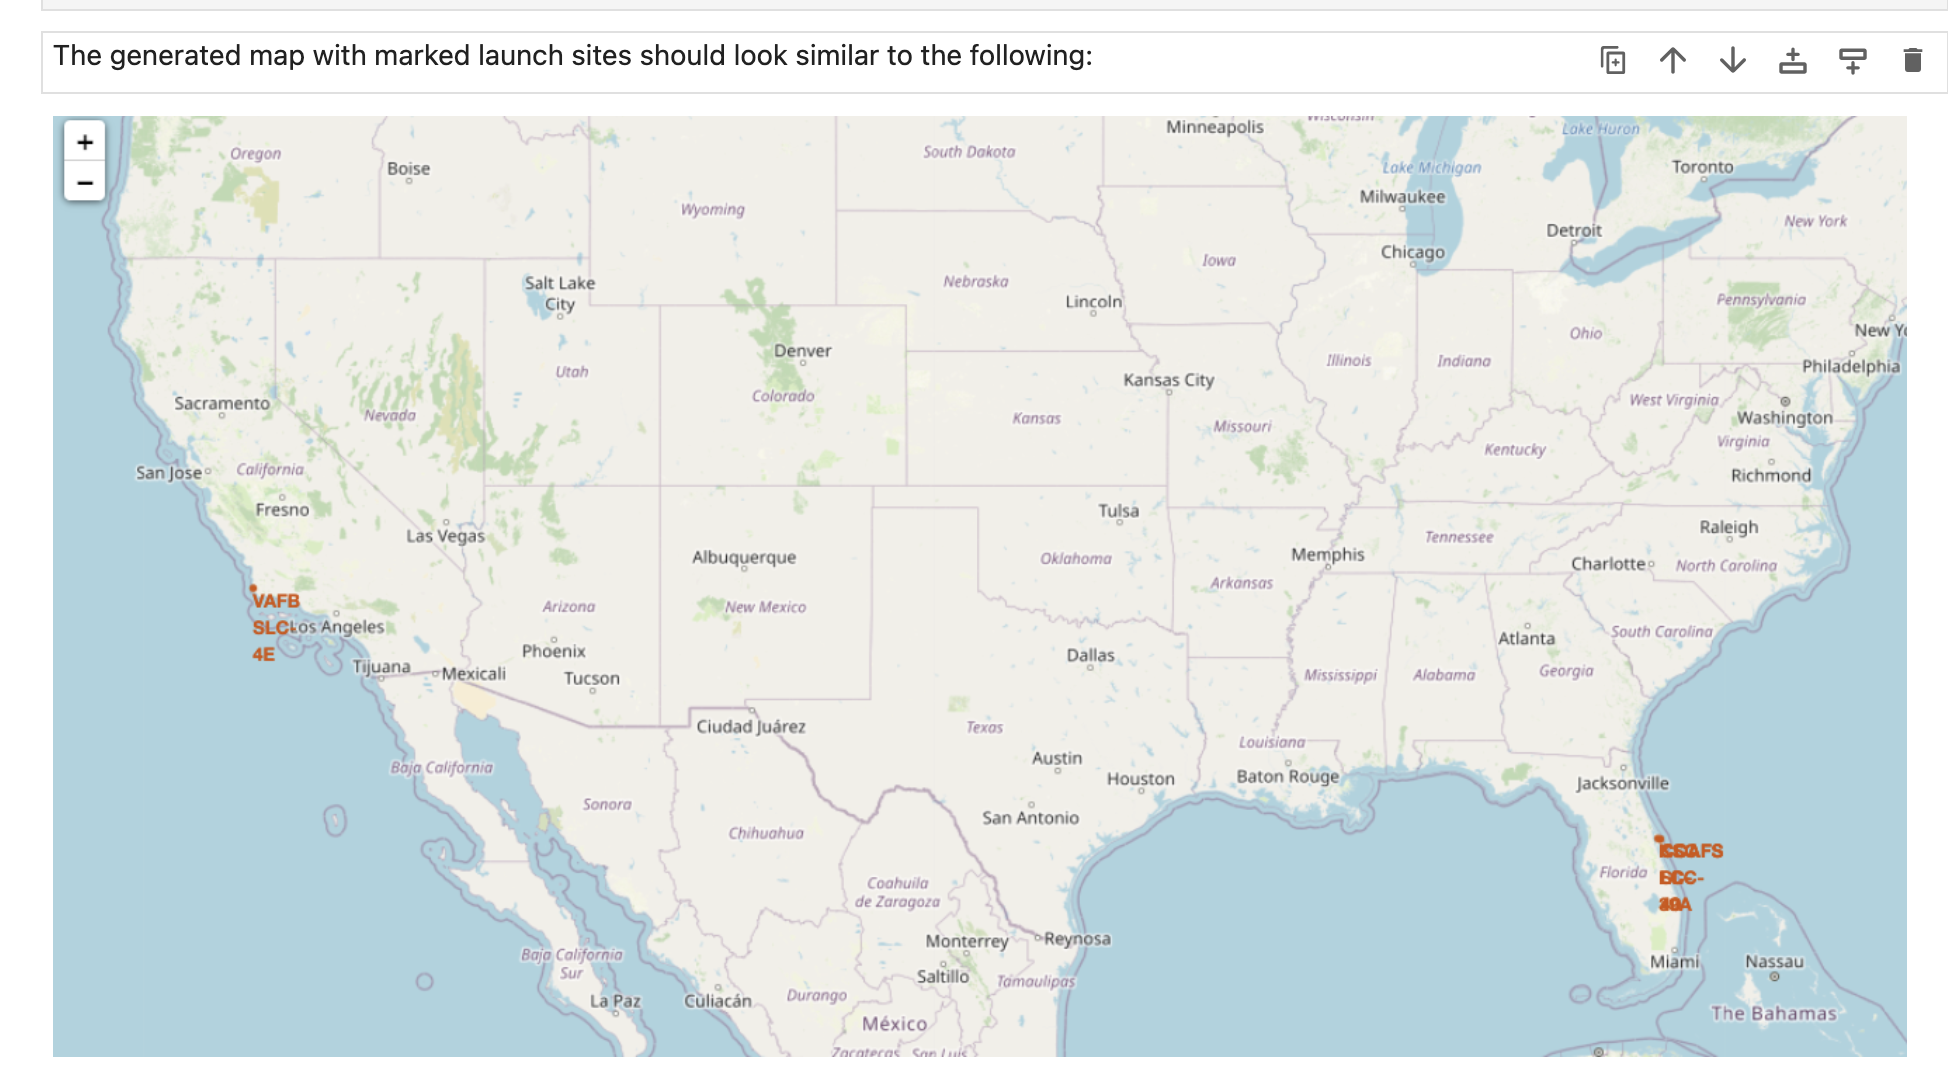 The generated map with marked launch sites should look similar to the following:
+
−
Minneapolis
Wisconsin
Lake Huron
Oregon
Boise
South Dakota
Lake Michigan
Toronto
Wyoming
Milwaukee
New York
Detroit
Chicago
Iowa
Salt Lake
City
Nebraska
Lincoln
Pennsylvania
New Yo
Ohio
Denver
Illinois
Indiana
Philadelphia
Utah
Kansas City
Colorado
West Virginia
Sacramento
Nevada
Kansas
Washington
Missouri
Virginia
Kentucky
San Jose
California
Richmond
Fresno
Tulsa
Las Vegas
Raleigh
Tennessee
Albuquerque
Oklahoma
Memphis
Charlotte
North Carolina
Arkansas
VAFB
SLC-
4E
Los Angeles
Arizona
New Mexico
South Carolina
Atlanta
Phoenix
Dallas
Tijuana
Mexicali
Tucson
Mississippi
Alabama
Georgia
Ciudad Juárez
Texas
Louisiana
Austin
Baja California
Houston
Baton Rouge
Jacksonville
Sonora
San Antonio
Chihuahua
Florida
Coahuila
de Zaragoza
Monterrey
Reynosa
Baja California
Sur
Miami
Nassau
Saltillo
Tamaulipas
La Paz
Culiacán
Durango
The Bahamas
México
Zacatecas
San Luis